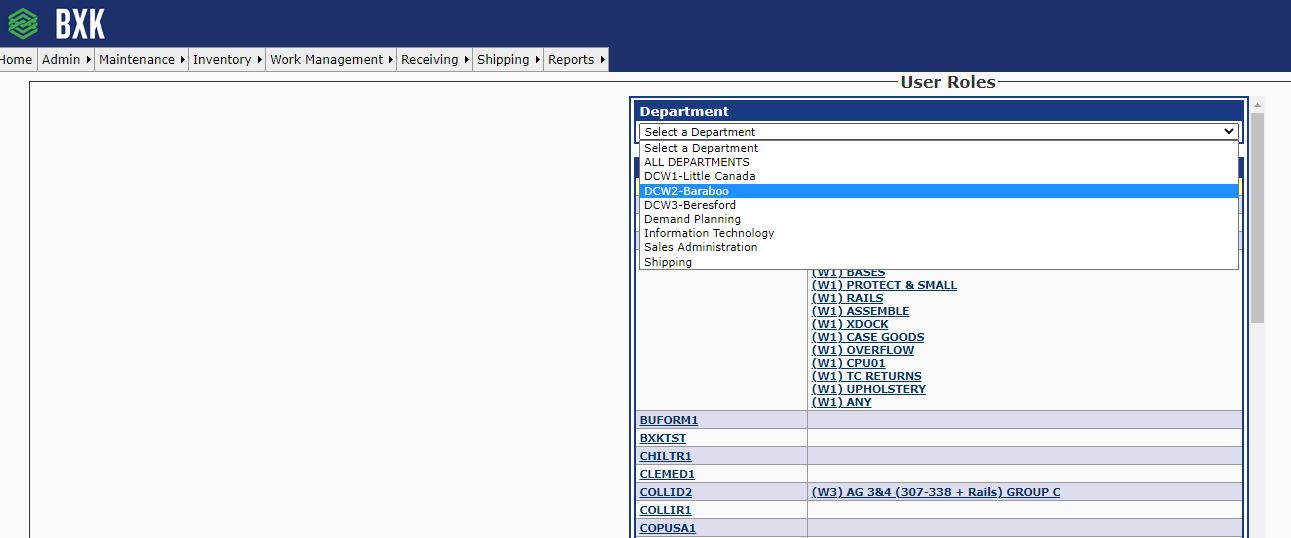 BXK
Home Admin Maintenance Inventory Work Management Receiving Shipping Reports
User Roles
Department
Select a Department
Select a Department
ALL DEPARTMENTS
DCW1-Little Canada
DCW2-Baraboo
DCW3-Beresford
Demand Planning
Information Technology
Sales Administration
Shipping
(W1) BASES
(W1) PROTECT & SMALL
(W1) RAILS
(W1) ASSEMBLE
(W1) XDOCK
(W1) CASE GOODS
(W1) OVERFLOW
(W1) CPU01
(W1) TC RETURNS
(W1) UPHOLSTERY
(W1) ANY
BUFORM1
BXKTST
CHILTR1
CLEMED1
COLLID2 (W3) AG 3&4 (307-338 + Rails) GROUP C
COLLIR1
COPUSA1